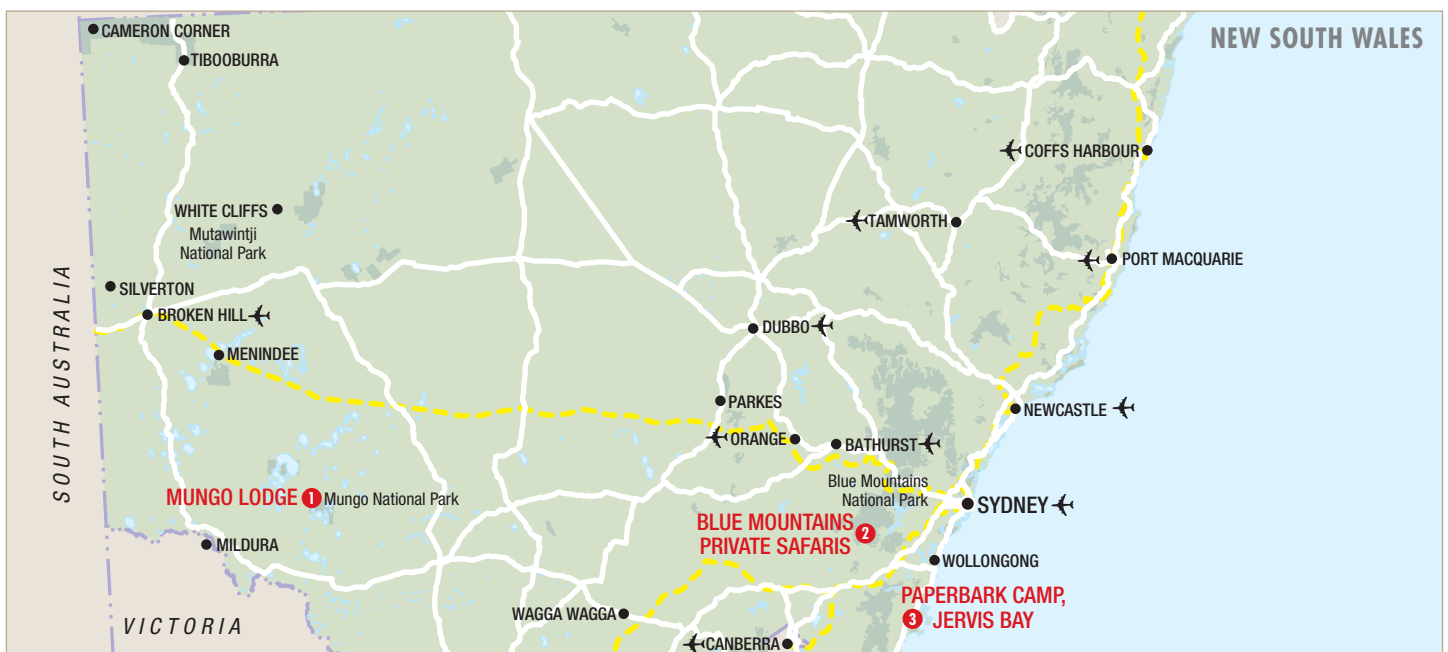 NEW SOUTH WALES
CAMERON CORNER
TIBOOBURRA
COFFS HARBOUR
WHITE CLIFFS
Mutawintji
National Park
TAMWORTH
PORT MACQUARIE
SOUTH AUSTRALIA
SILVERTON
BROKEN HILL
DUBBO
MENINDEE
PARKES
NEWCASTLE
ORANGE
BATHURST
Blue Mountains
National Park
MUNGO LODGE 1 Mungo National Park
SYDNEY
BLUE MOUNTAINS
PRIVATE SAFARIS
2
MILDURA
WOLLONGONG
PAPERBARK CAMP,
3 JERVIS BAY
WAGGA WAGGA
VICTORIA
CANBERRA